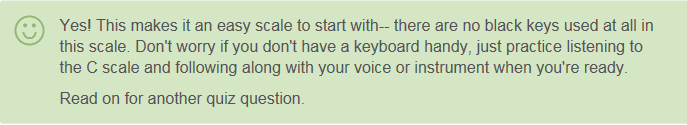 Yes! This makes it an easy scale to start with-- there are no black keys used at all in
this scale. Don't worry if you don't have a keyboard handy, just practice listening to
the C scale and following along with your voice or instrument when you're ready.
Read on for another quiz question.